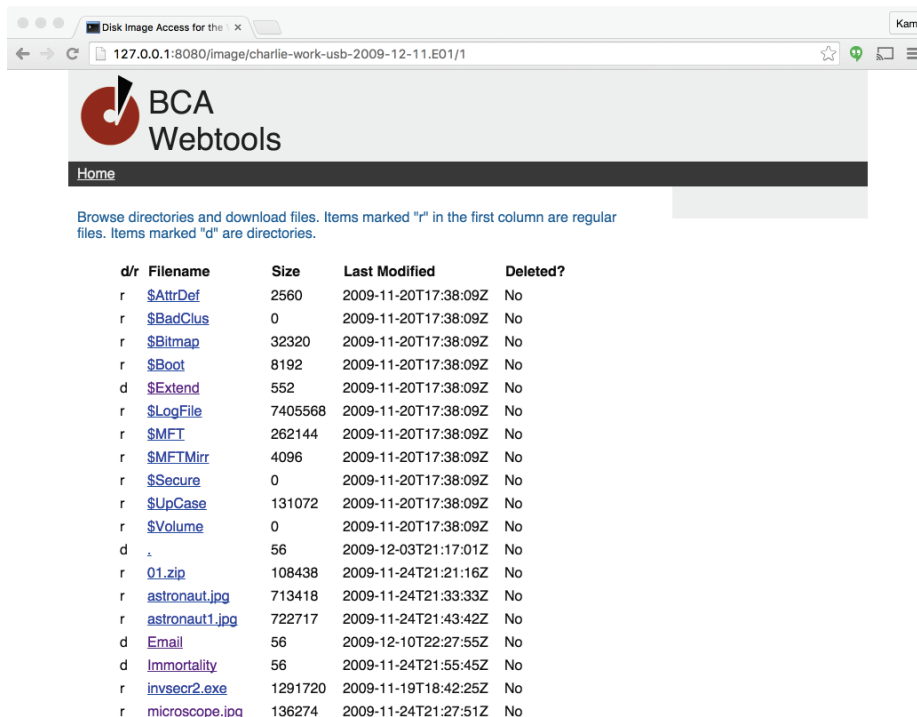 Disk Image Access for the
Kam
127.0.0.1:8080/image/charlie-work-usb-2009-12-11.E01/1
BCA
Webtools
Home
Browse directories and download files. Items marked "r" in the first column are regular
files. Items marked "d" are directories.
d/r Filename Size Last Modified Deleted?
r $AttrDef 2560 2009-11-20T17:38:09Z No
r $BadClus 0 2009-11-20T17:38:09Z No
r $Bitmap 32320 2009-11-20T17:38:09Z No
r $Boot 8192 2009-11-20T17:38:09Z No
d $Extend 552 2009-11-20T17:38:09Z No
r $LogFile 7405568 2009-11-20T17:38:09Z No
r $MFT 262144 2009-11-20T17:38:09Z No
r $MFTMirr 4096 2009-11-20T17:38:09Z No
r $Secure 0 2009-11-20T17:38:09Z No
r $UpCase 131072 2009-11-20T17:38:09Z No
r $Volume 0 2009-11-20T17:38:09Z No
d . 56 2009-12-03T21:17:01Z No
r 01.zip 108438 2009-11-24T21:21:16Z No
r astronaut.jpg 713418 2009-11-24T21:33:33Z No
r astronaut1.jpg 722717 2009-11-24T21:43:42Z No
d Email 56 2009-12-10T22:27:55Z No
d Immortality 56 2009-11-24T21:55:45Z No
r invsecr2.exe 1291720 2009-11-19T18:42:25Z No
r microscope.jpg 136274 2009-11-24T21:27:51Z No